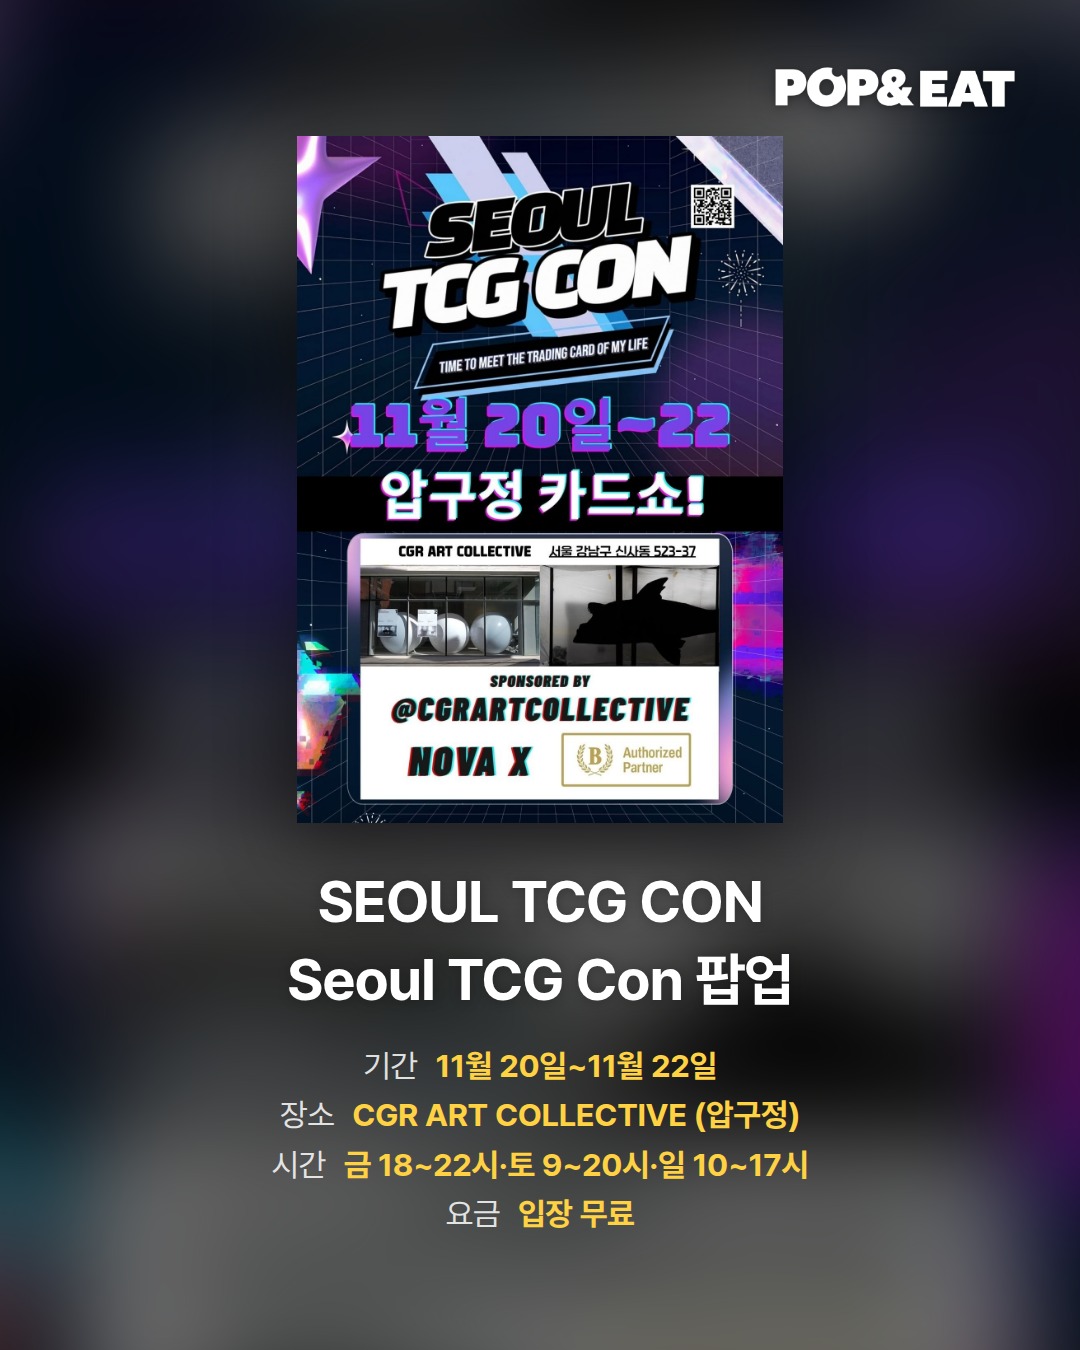 POP&EAT
SEOUL
TCG CON
TIME TO MEET THE TRADING CARD OF MY LIFE
11월 20일~22
압구정 카드쇼!
CGR ART COLLECTIVE 서울 강남구 신사동 523-37
SPONSORED BY
@CGRARTCOLLECTIVE
NOVA X
B
Authorized
Partner
SEOUL TCG CON
Seoul TCG Con 팝업
기간 11월 20일~11월 22일
장소 CGR ART COLLECTIVE (압구정)
시간 금 18~22시·토 9~20시·일 10~17시
요금 입장 무료